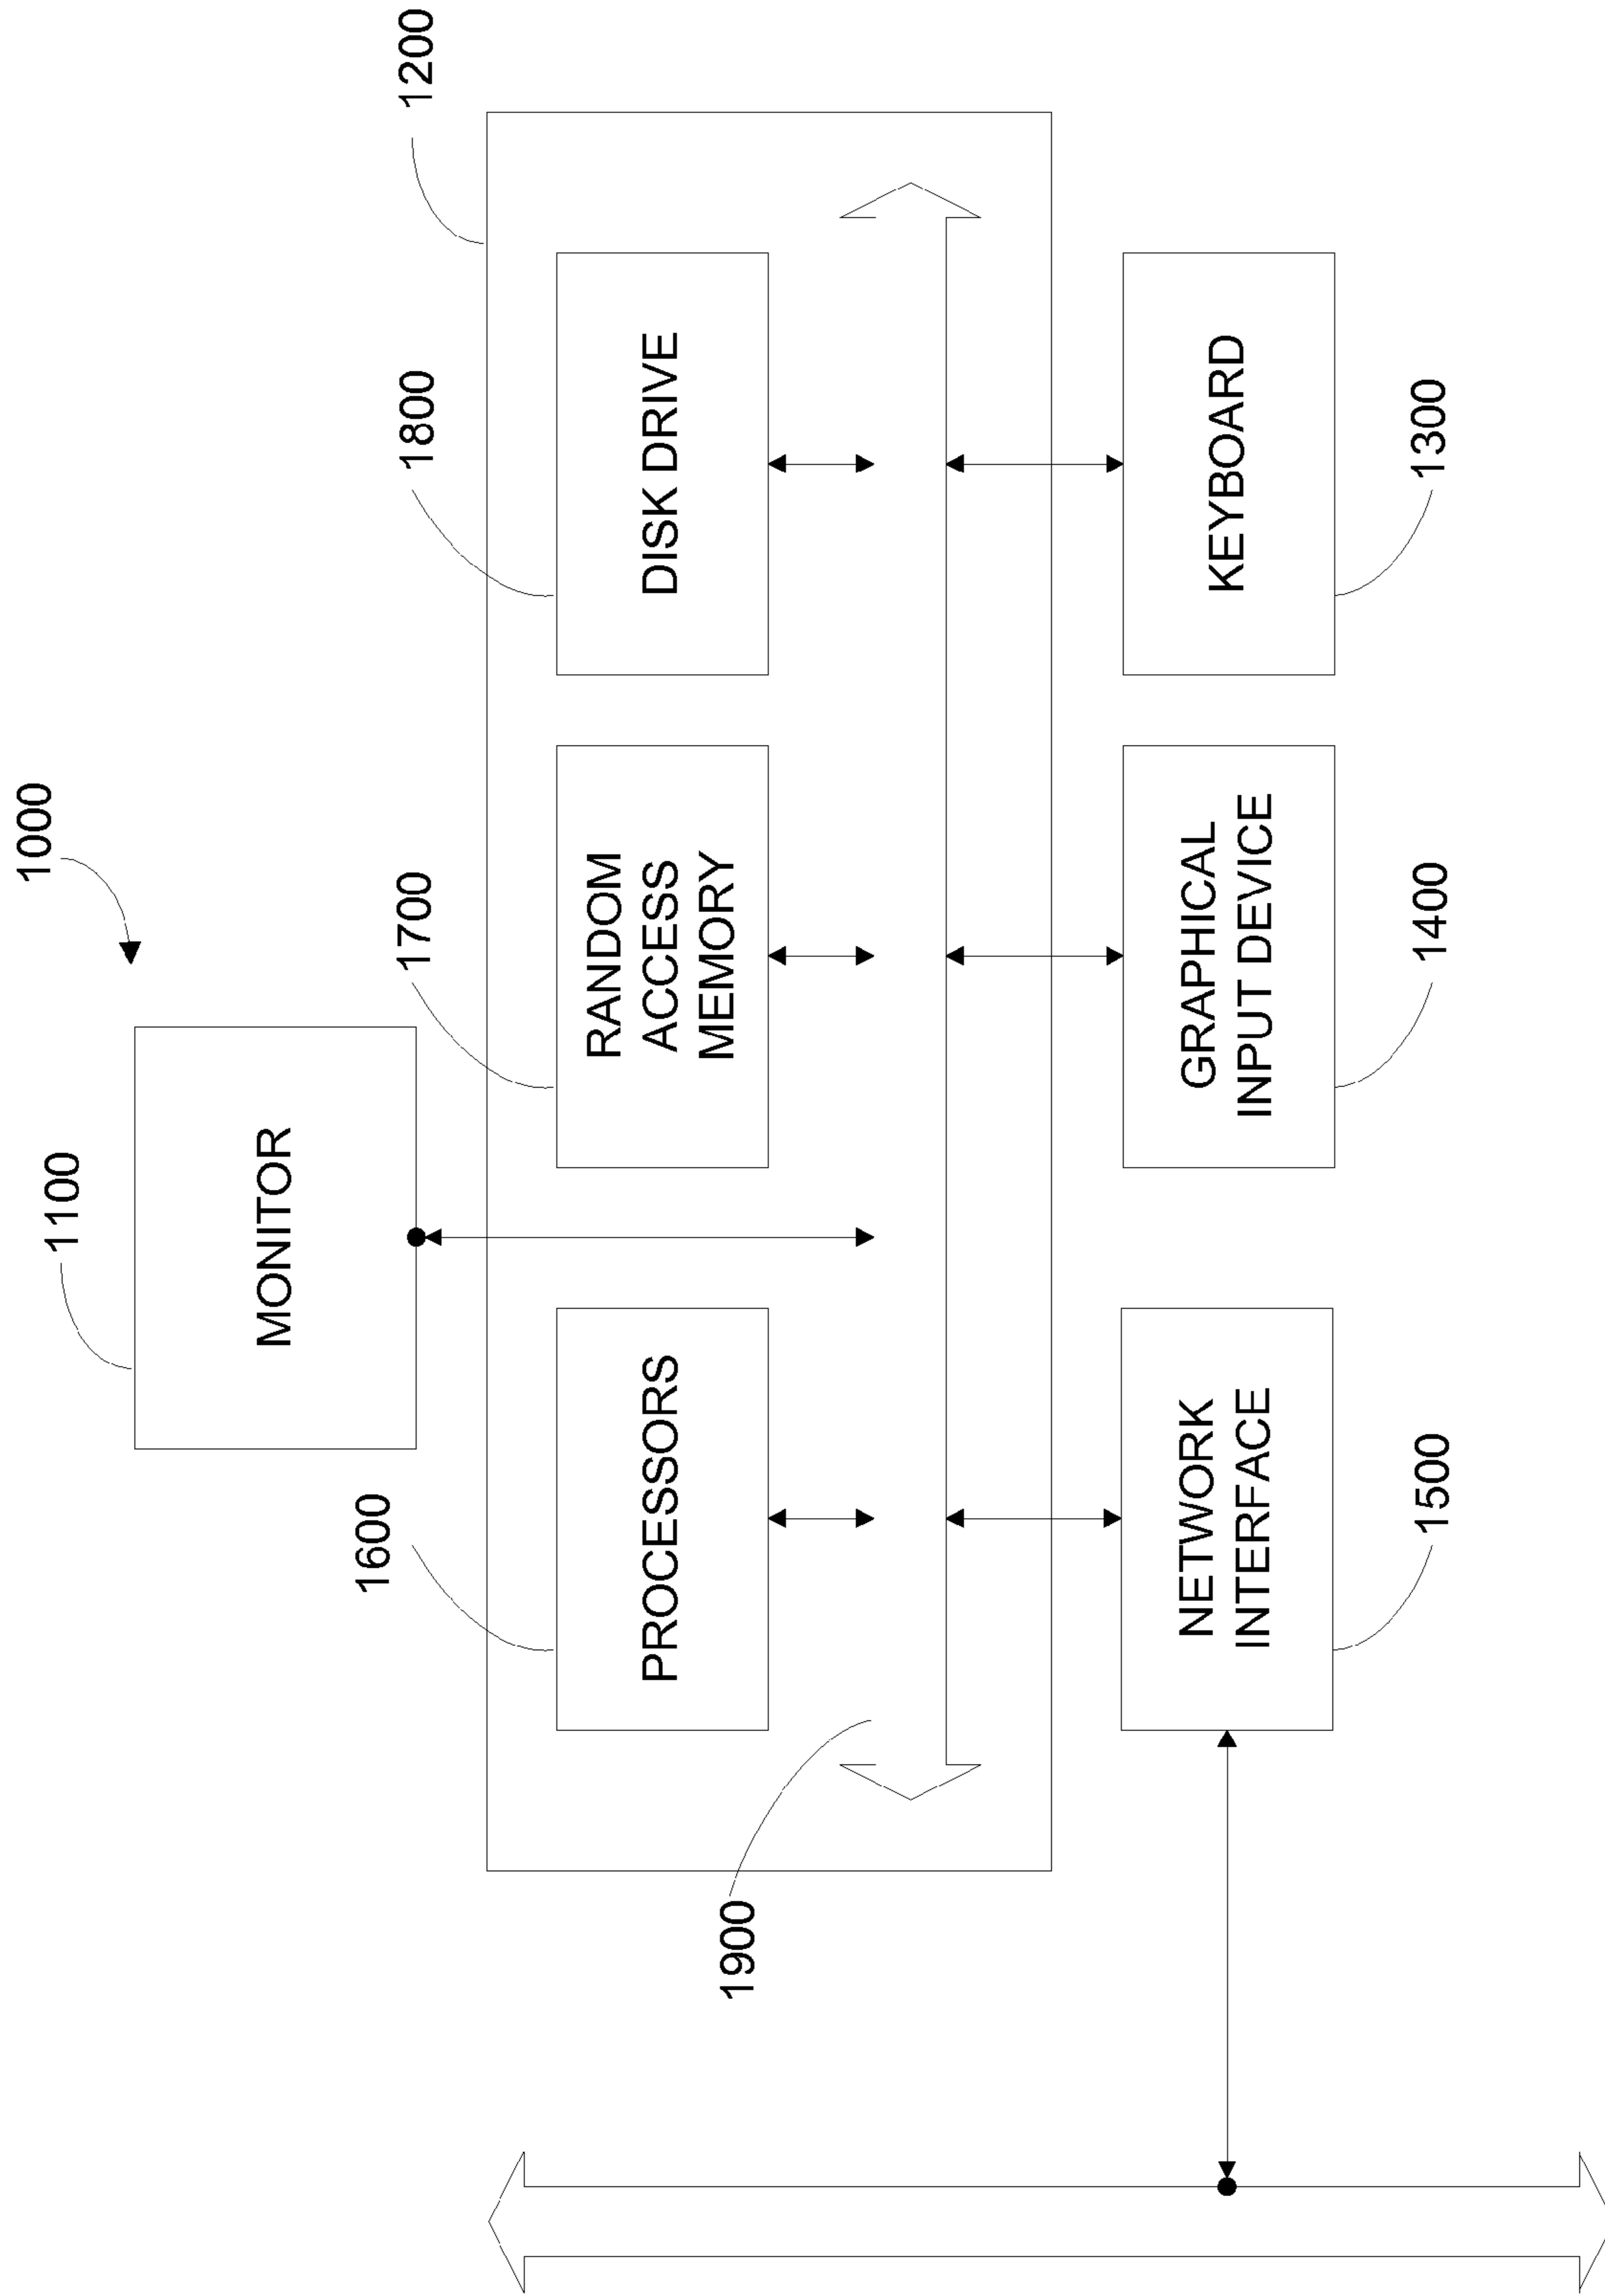 1000
1100
MONITOR
1200
1600
1700
1800
PROCESSORS
RANDOM
ACCESS
MEMORY
DISK DRIVE
1900
NETWORK
INTERFACE
GRAPHICAL
INPUT DEVICE
KEYBOARD
1500
1400
1300